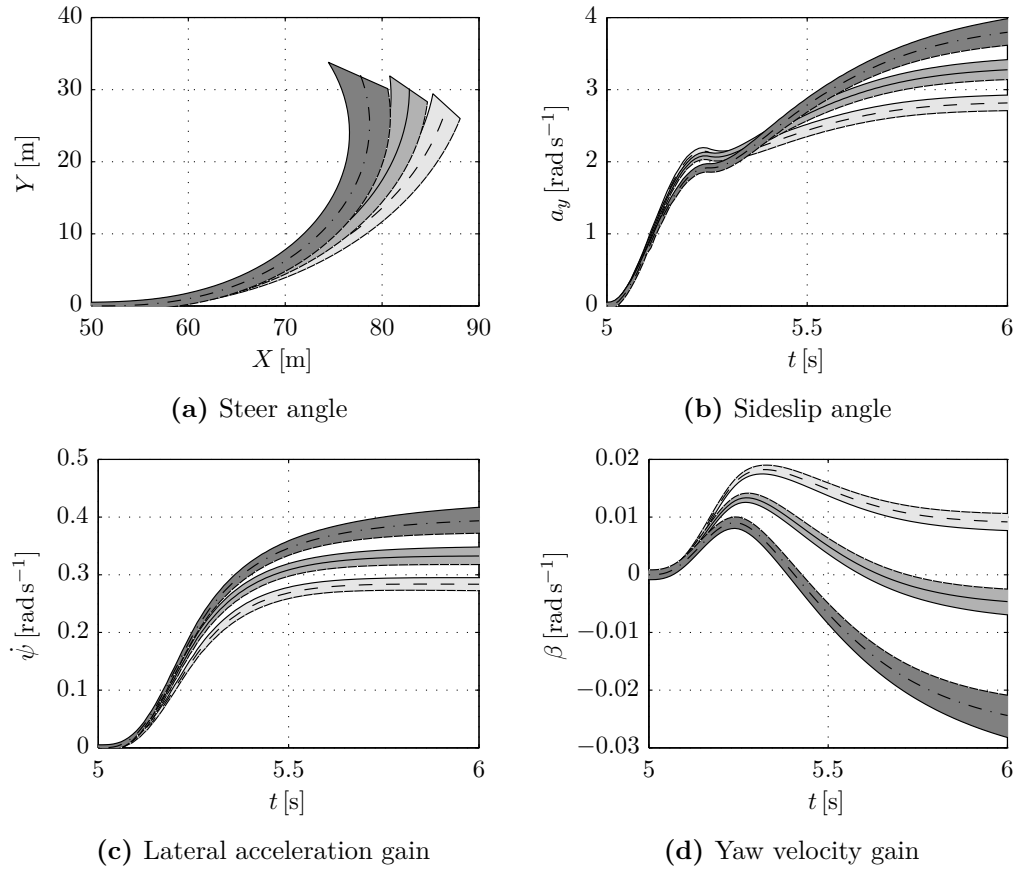 40
30
20
10
0
Y [m]
50 60 70 80 90
X [m]
(a) Steer angle
4
3
2
1
0
a_y [rad s⁻¹]
5 5.5 6
t [s]
(b) Sideslip angle
0.5
0.4
0.3
0.2
0.1
0
ψ̇ [rad s⁻¹]
5 5.5 6
t [s]
(c) Lateral acceleration gain
0.02
0.01
0
−0.01
−0.02
−0.03
β [rad s⁻¹]
5 5.5 6
t [s]
(d) Yaw velocity gain